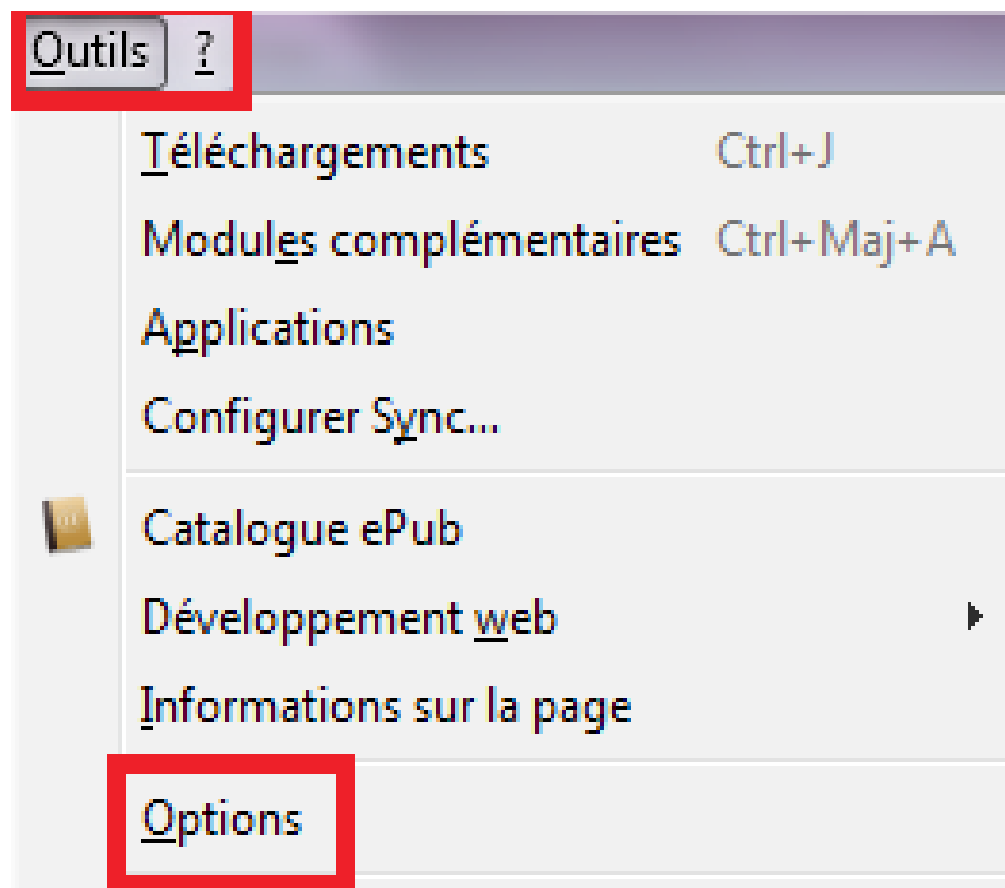 Outils ?
Téléchargements Ctrl+J
Modules complémentaires Ctrl+Maj+A
Applications
Configurer Sync...
Catalogue ePub
Développement web
Informations sur la page
Options